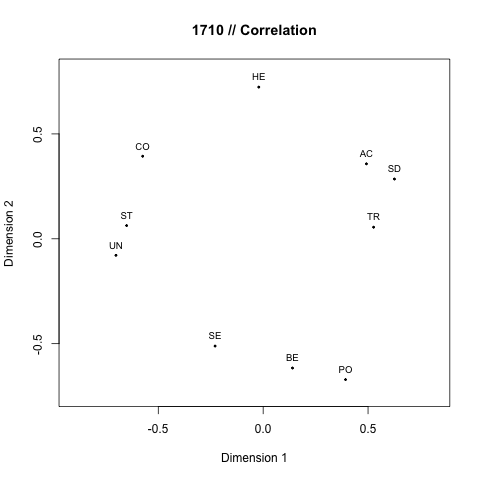 1710 // Correlation
HE
CO
AC
SD
ST
TR
UN
SE
BE
PO
0.5
0.0
-0.5
Dimension 2
-0.5 0.0 0.5
Dimension 1